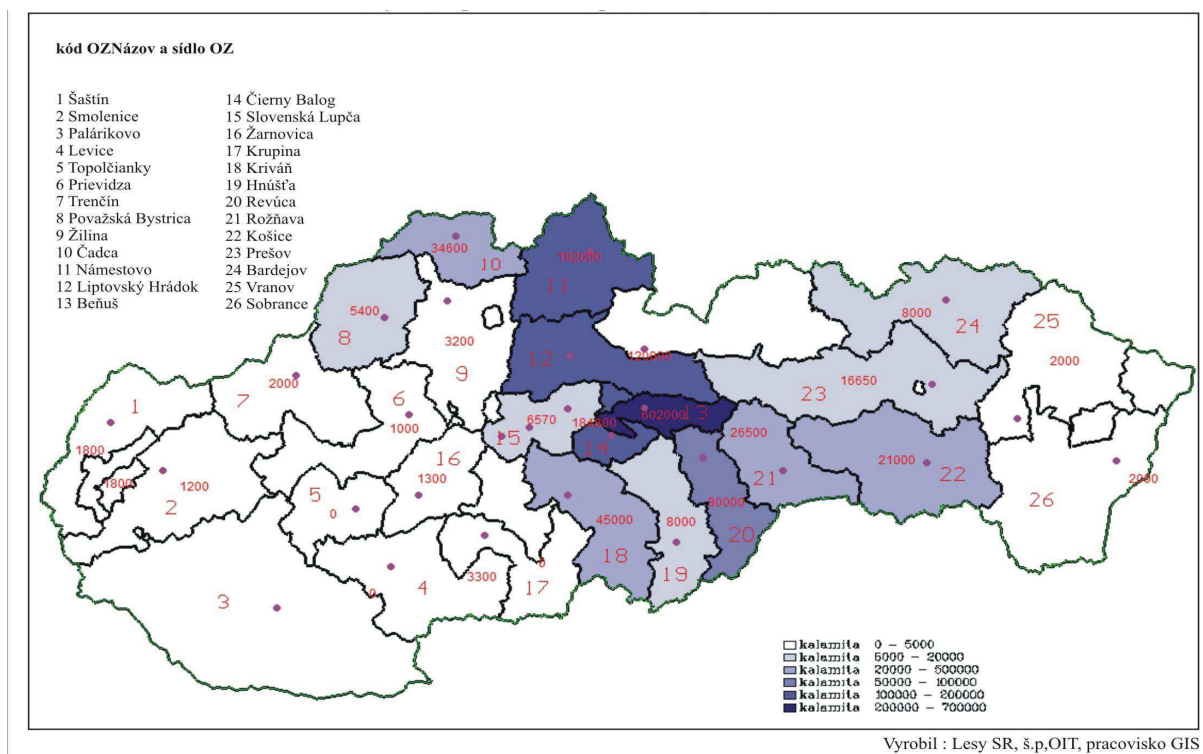 kód OZNázov a sídlo OZ
1 Šaštín
2 Smolenice
3 Palárikovo
4 Levice
5 Topolčianky
6 Prievidza
7 Trenčín
8 Považská Bystrica
9 Žilina
10 Čadca
11 Námestovo
12 Liptovský Hrádok
13 Beňuš
14 Čierny Balog
15 Slovenská Lupča
16 Žarnovica
17 Krupina
18 Kriváň
19 Hnúšťa
20 Revúca
21 Rožňava
22 Košice
23 Prešov
24 Bardejov
25 Vranov
26 Sobrance
34600
10
11
5400
8
3200
9
12
120000
8000
24
25
2000
16650
23
2000
7
6
1000
1
1800
6570
15
602000
13
14
26500
21
21000
22
2000
26
16
1300
1800
1200
2
5
0
45000
18
8000
19
80000
20
3
0
4
3300
0
17
kalamita 0 – 5000
kalamita 5000 – 20000
kalamita 20000 – 500000
kalamita 50000 – 100000
kalamita 100000 – 200000
kalamita 200000 – 700000
Vyrobil : Lesy SR, š.p,OIT, pracovisko GIS